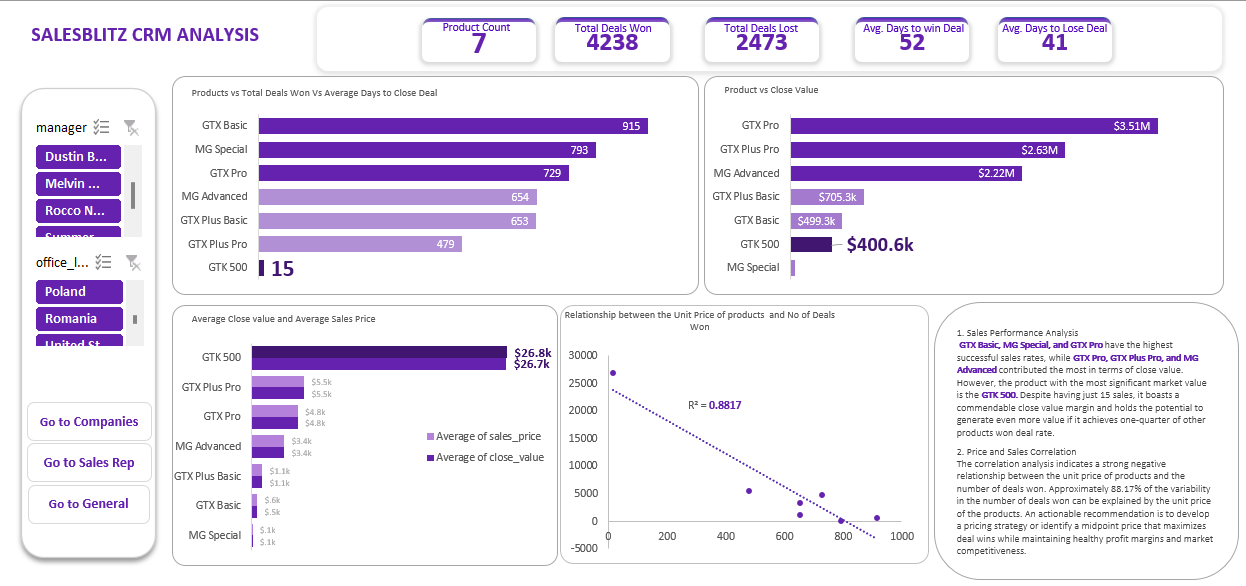 SALESBLITZ CRM ANALYSIS
Product Count
7
Total Deals Won
4238
Total Deals Lost
2473
Avg. Days to win Deal
52
Avg. Days to Lose Deal
41
manager
Dustin B...
Melvin ...
Rocco N...
Summer
office_l...
Poland
Romania
United St
Go to Companies
Go to Sales Rep
Go to General
Products vs Total Deals Won Vs Average Days to Close Deal
GTX Basic 915
MG Special 793
GTX Pro 729
MG Advanced 654
GTX Plus Basic 653
GTX Plus Pro 479
GTK 500 15
Product vs Close Value
GTX Pro $3.51M
GTX Plus Pro $2.63M
MG Advanced $2.22M
GTX Plus Basic $705.3k
GTX Basic $499.3k
GTK 500 $400.6k
MG Special
Average Close value and Average Sales Price
GTK 500 $26.8k
$26.7k
GTX Plus Pro $5.5k
$5.5k
GTX Pro $4.8k
$4.8k
MG Advanced $3.4k
$3.4k
GTX Plus Basic $1.1k
$1.1k
GTX Basic $.6k
$.5k
MG Special $.1k
$.1k
Average of sales_price
Average of close_value
Relationship between the Unit Price of products and No of Deals
Won
30000
25000
20000
15000
10000
5000
0
-5000
0 200 400 600 800 1000
R² = 0.8817
1. Sales Performance Analysis
GTX Basic, MG Special, and GTX Pro have the highest
successful sales rates, while GTX Pro, GTX Plus Pro, and MG
Advanced contributed the most in terms of close value.
However, the product with the most significant market value
is the GTK 500. Despite having just 15 sales, it boasts a
commendable close value margin and holds the potential to
generate even more value if it achieves one-quarter of other
products won deal rate.
2. Price and Sales Correlation
The correlation analysis indicates a strong negative
relationship between the unit price of products and the
number of deals won. Approximately 88.17% of the variability
in the number of deals won can be explained by the unit price
of the products. An actionable recommendation is to develop
a pricing strategy or identify a midpoint price that maximizes
deal wins while maintaining healthy profit margins and market
competitiveness.